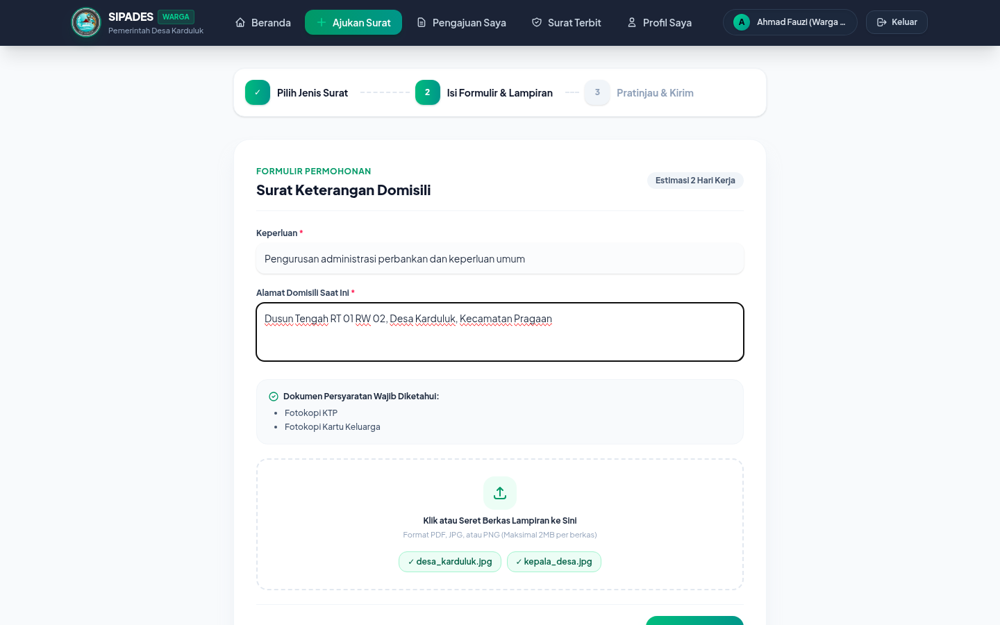 SIPADES WARGA
Pemerintah Desa Karduluk
Beranda
Ajukan Surat
Pengajuan Saya
Surat Terbit
Profil Saya
A
Ahmad Fauzi (Warga ...
Keluar
✓ Pilih Jenis Surat
2 Isi Formulir & Lampiran
3 Pratinjau & Kirim
FORMULIR PERMOHONAN
Surat Keterangan Domisili
Estimasi 2 Hari Kerja
Keperluan *
Pengurusan administrasi perbankan dan keperluan umum
Alamat Domisili Saat Ini *
Dusun Tengah RT 01 RW 02, Desa Karduluk, Kecamatan Pragaan
Dokumen Persyaratan Wajib Diketahui:
• Fotokopi KTP
• Fotokopi Kartu Keluarga
Klik atau Seret Berkas Lampiran ke Sini
Format PDF, JPG, atau PNG (Maksimal 2MB per berkas)
✓ desa_karduluk.jpg
✓ kepala_desa.jpg